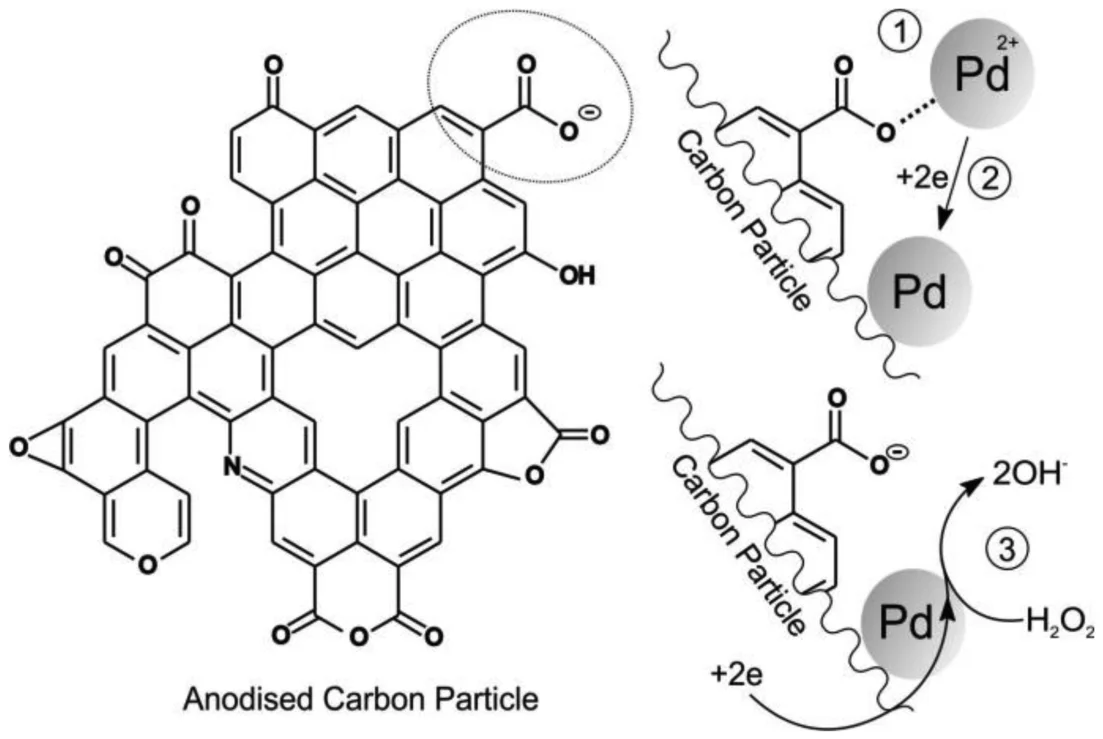 O
O
O ⊖
O
O
OH
O
N
O
O
O
O
O
O
Anodised Carbon Particle
①
O
O
Pd
2+
+2e
②
Carbon Particle
Pd
O
O ⊖
2OH-
③
Carbon Particle
Pd
H2O2
+2e